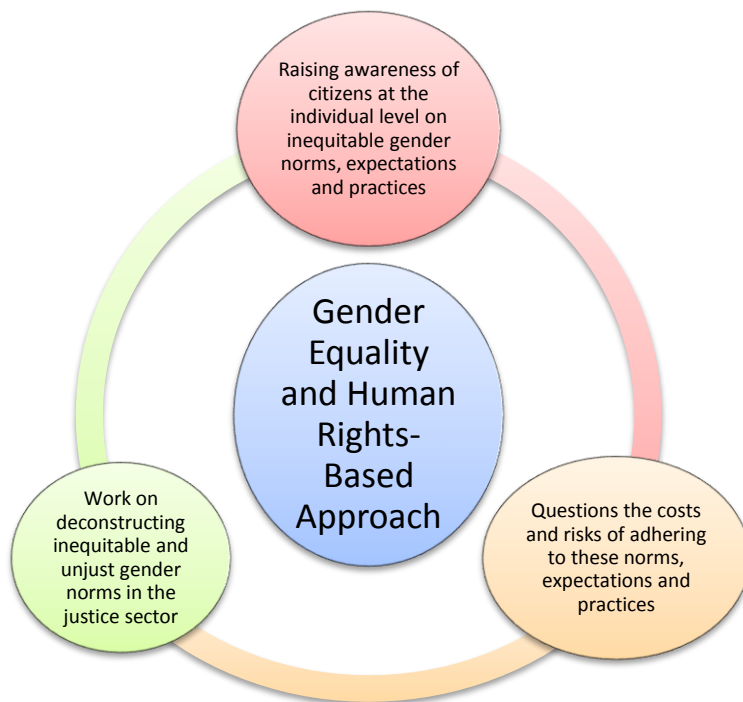 Raising awareness of
citizens at the
individual level on
inequitable gender
norms, expectations
and practices
Gender
Equality
and Human
Rights-
Based
Approach
Questions the costs
and risks of adhering
to these norms,
expectations and
practices
Work on
deconstructing
inequitable and
unjust gender
norms in the
justice sector